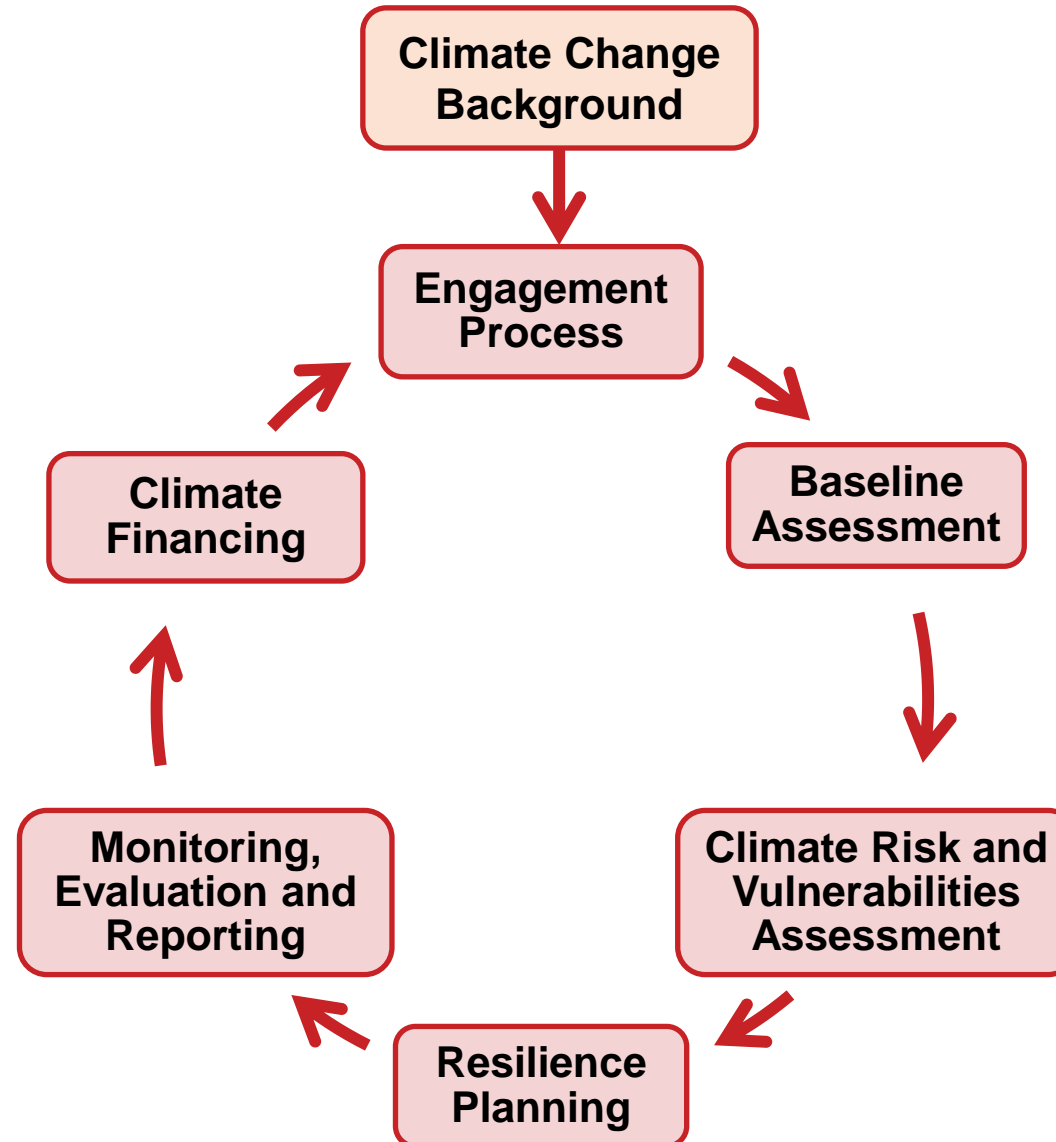 Climate Change
Background
Engagement
Process
Baseline
Assessment
Climate Risk and
Vulnerabilities
Assessment
Resilience
Planning
Monitoring,
Evaluation and
Reporting
Climate
Financing